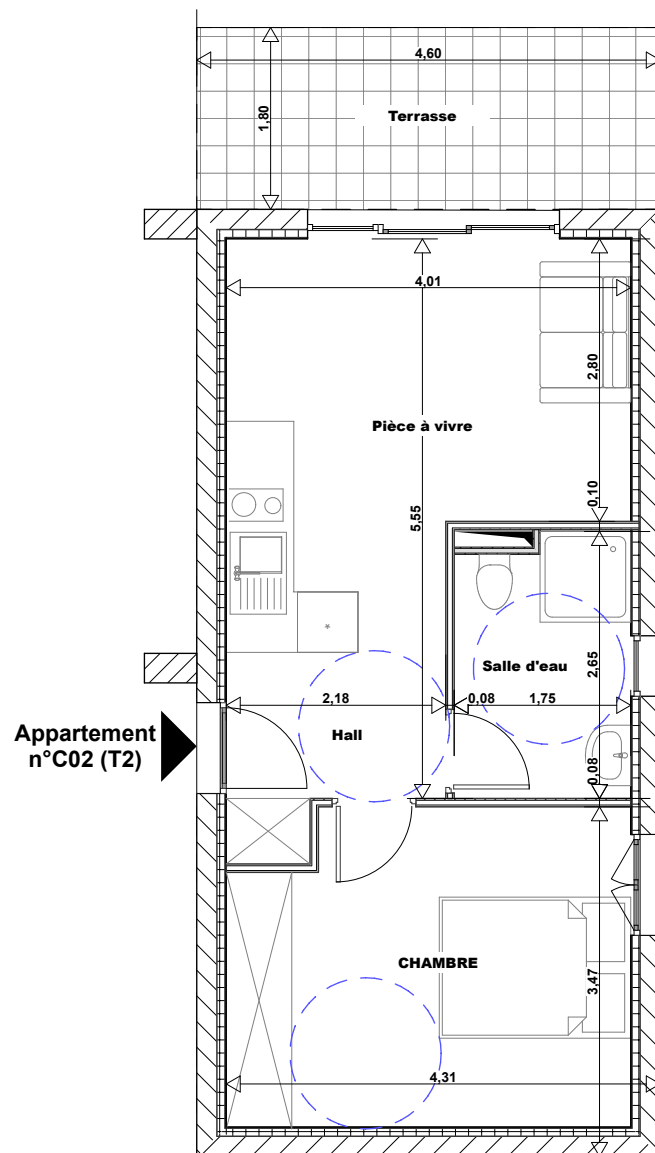 4,60
1,80
Terrasse
4,01
2,80
Pièce à vivre
0,10
5,55
Salle d'eau
2,65
2,18
0,08
1,75
Hall
Appartement
n°C02 (T2)
0,08
CHAMBRE
3,47
4,31